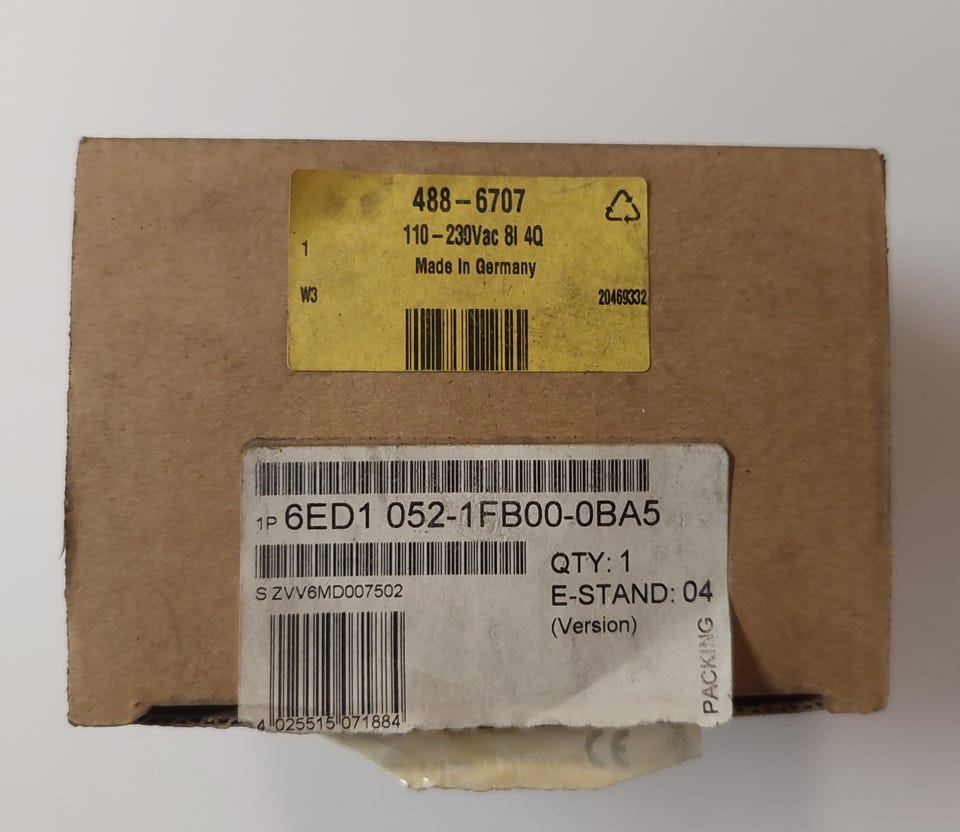 488-6707
110-230Vac 8I 4Q
1
Made In Germany
W3
20469332
1P 6ED1 052-1FB00-0BA5
S ZVV6MD007502
QTY: 1
E-STAND: 04
(Version)
PACKING
4 025515 071884
CE